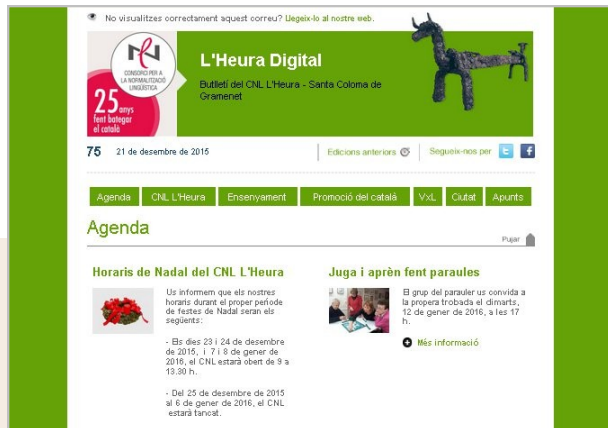 No visualitzes correctament aquest correu? Llegeix-lo al nostre web.
CONSORCI PER A
LA NORMALITZACIÓ
LINGÜÍSTICA
25 anys
fent bategar
el català
L'Heura Digital
Butlletí del CNL L'Heura - Santa Coloma de
Gramenet
75 21 de desembre de 2015
Edicions anteriors
Segueix-nos per
Agenda CNL L'Heura Ensenyament Promoció del català VxL Ciutat Apunts
Agenda
Pujar
Horaris de Nadal del CNL L'Heura
Us informem que els nostres
horaris durant el proper període
de festes de Nadal seran els
següents:
- Els dies 23 i 24 de desembre
de 2015, i 7 i 8 de gener de
2016, el CNL estarà obert de 9 a
13.30 h.
- Del 25 de desembre de 2015
al 6 de gener de 2016, el CNL
estarà tancat.
Juga i aprèn fent paraules
El grup del parauler us convida a
la propera trobada el dimarts,
12 de gener de 2016, a les 17
h.
Més informació